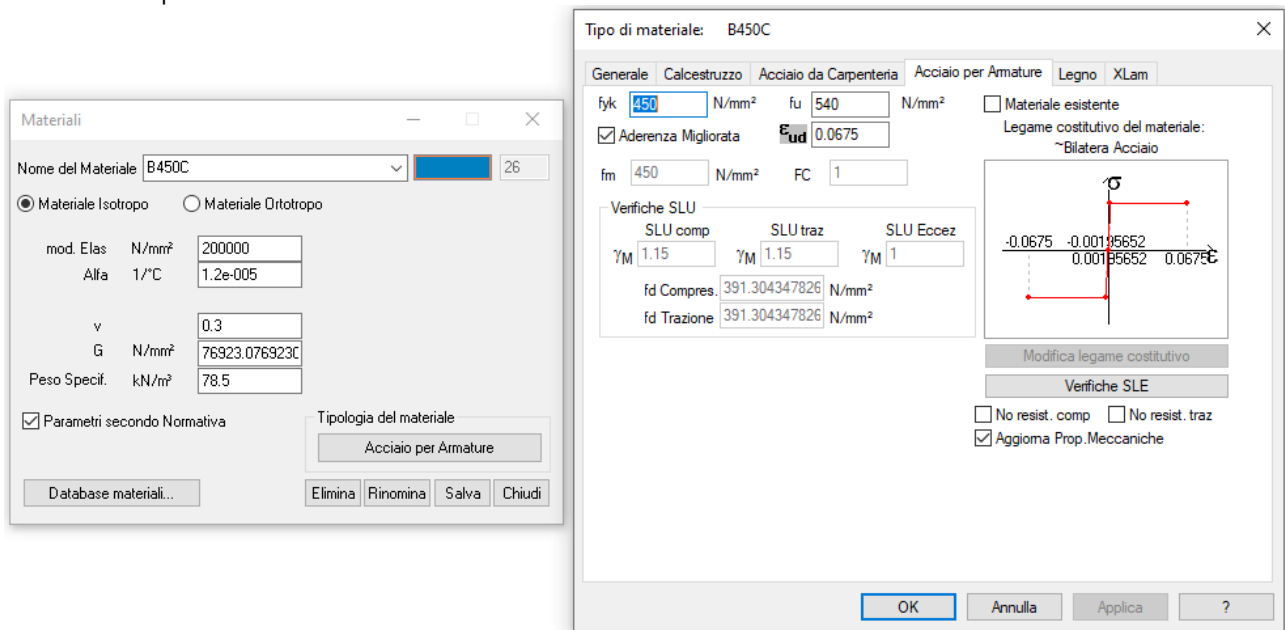 Materiali
Nome del Materiale B450C 26
Materiale Isotropo Materiale Ortotropo
mod. Elas N/mm² 200000
Alfa 1/°C 1.2e-005
ν 0.3
G N/mm² 76923.076923
Peso Specif. kN/m³ 78.5
Parametri secondo Normativa
Tipologia del materiale
Acciaio per Armature
Database materiali... Elimina Rinomina Salva Chiudi
Tipo di materiale: B450C
Generale Calcestruzzo Acciaio da Carpenteria Acciaio per Armature Legno XLam
fyk 450 N/mm² fu 540 N/mm²
Aderenza Migliorata εud 0.0675
fm 450 N/mm² FC 1
Verifiche SLU
SLU comp SLU traz SLU Eccez
γM 1.15 γM 1.15 γM 1
fd Compres. 391.304347826 N/mm²
fd Trazione 391.304347826 N/mm²
Materiale esistente
Legame costitutivo del materiale:
~Bilatera Acciaio
σ
-0.0675 -0.00195652
0.00195652 0.0675 ε
Modifica legame costitutivo
Verifiche SLE
No resist. comp No resist. traz
Aggiorna Prop.Meccaniche
OK Annulla Applica ?